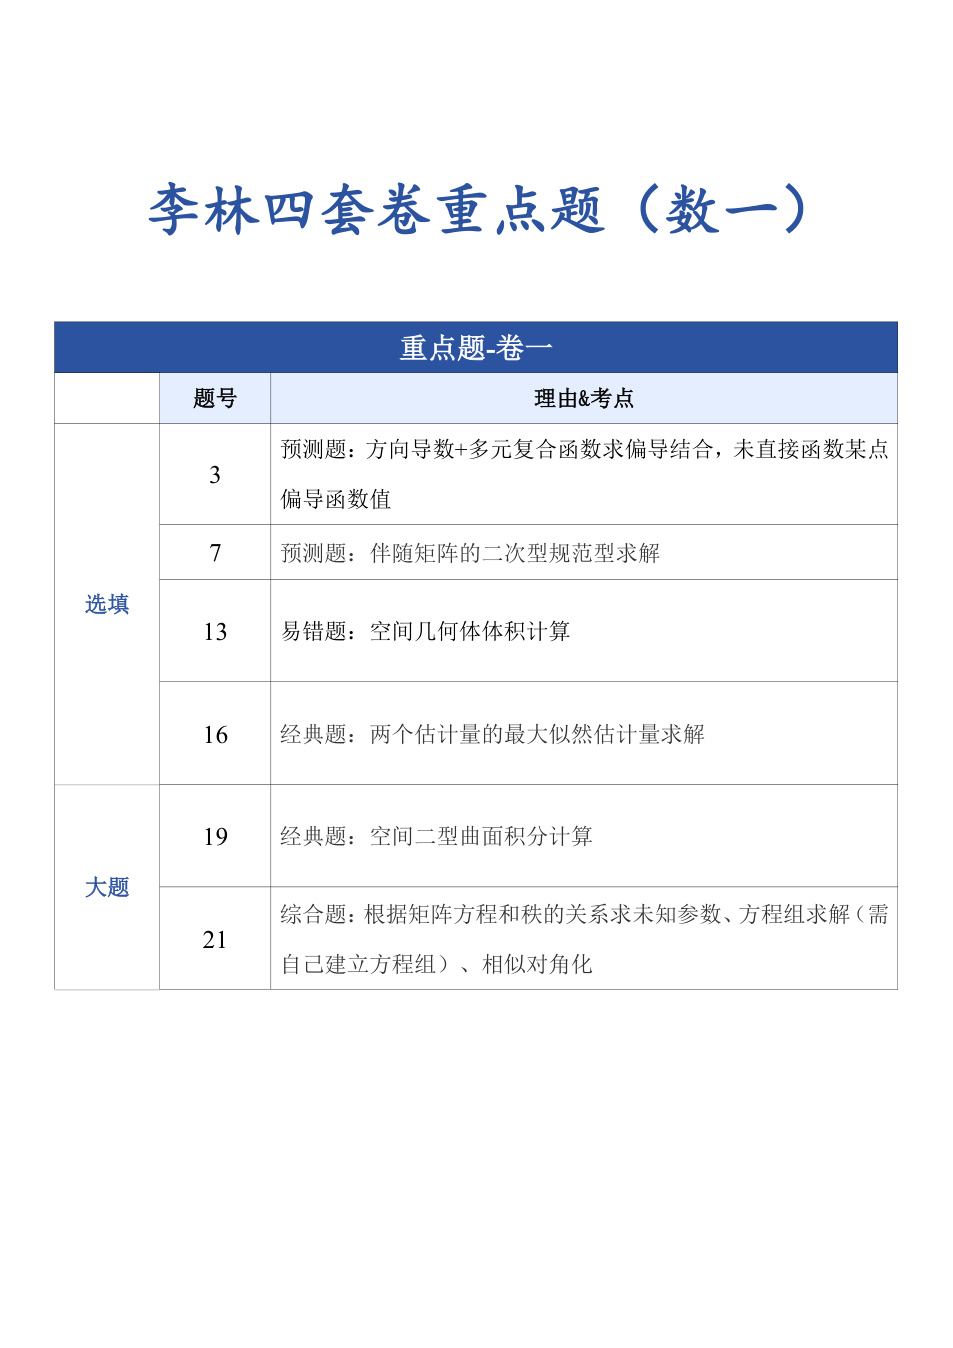 李林四套卷重点题（数一）
重点题-卷一
题号 理由&考点
选填
3
预测题：方向导数+多元复合函数求偏导结合，未直接函数某点
偏导函数值
7 预测题：伴随矩阵的二次型规范型求解
13 易错题：空间几何体体积计算
16 经典题：两个估计量的最大似然估计量求解
大题
19 经典题：空间二型曲面积分计算
21
综合题：根据矩阵方程和秩的关系求未知参数、方程组求解（需
自己建立方程组）、相似对角化